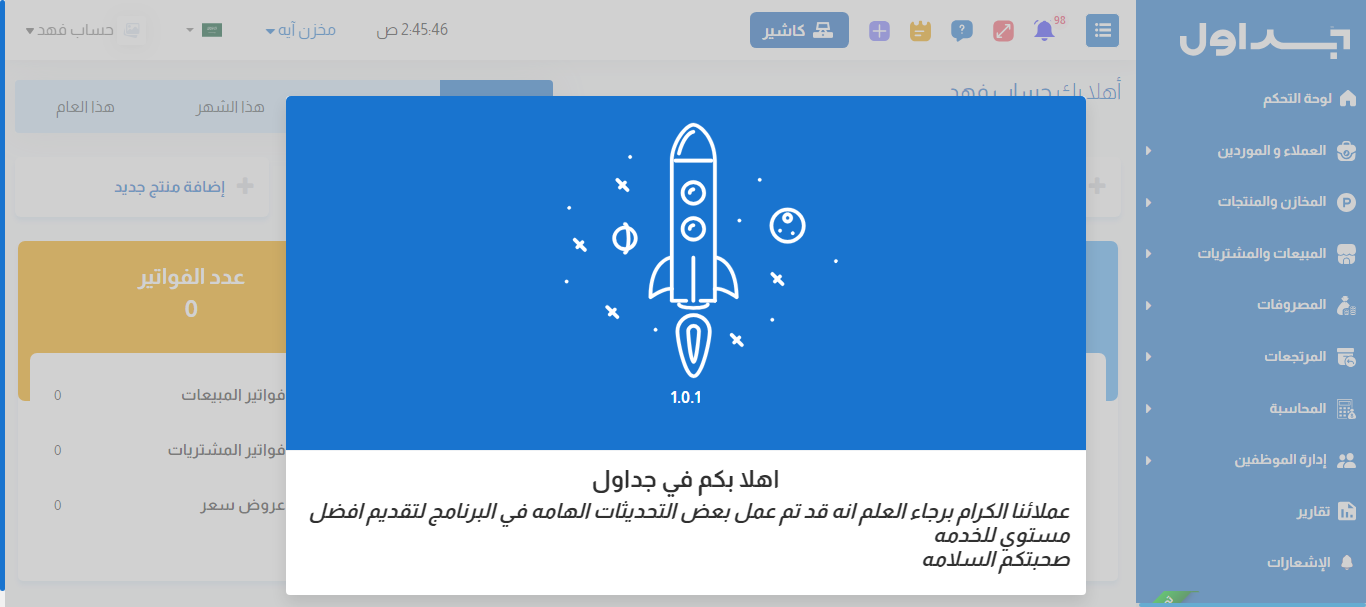 جداول
98
كاشير
2:45:46 ص
مخزن آيه
حساب فهد
لوحة التحكم
العملاء و الموردين
المخازن والمنتجات
المبيعات والمشتريات
المصروفات
المرتجعات
المحاسبة
إدارة الموظفين
تقارير
الإشعارات
أهلا بك حساب فهد
هذا الشهر
هذا العام
إضافة منتج جديد
عدد الفواتير
0
فواتير المبيعات 0
فواتير المشتريات 0
عروض سعر 0
1.0.1
اهلا بكم في جداول
عملائنا الكرام برجاء العلم انه قد تم عمل بعض التحديثات الهامه في البرنامج لتقديم افضل
مستوي للخدمه
صحبتكم السلامه